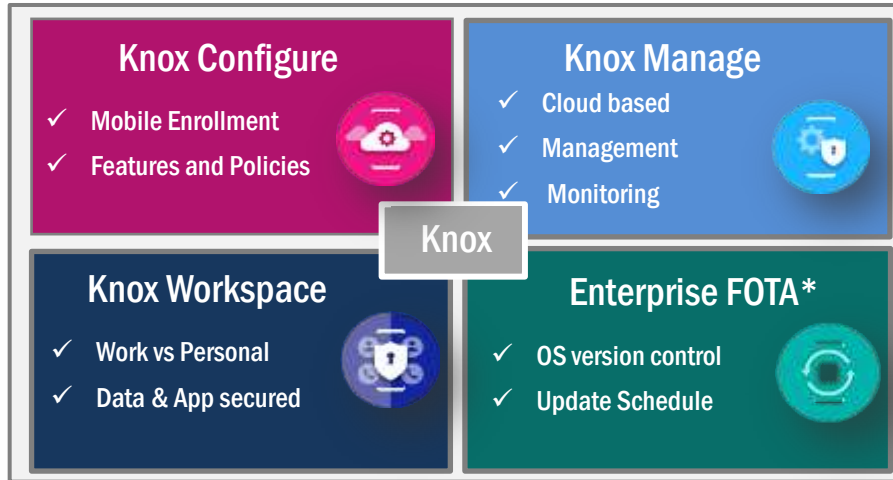 Knox Configure
✓ Mobile Enrollment
✓ Features and Policies
Knox Manage
✓ Cloud based
✓ Management
✓ Monitoring
Knox
Knox Workspace
✓ Work vs Personal
✓ Data & App secured
Enterprise FOTA*
✓ OS version control
✓ Update Schedule